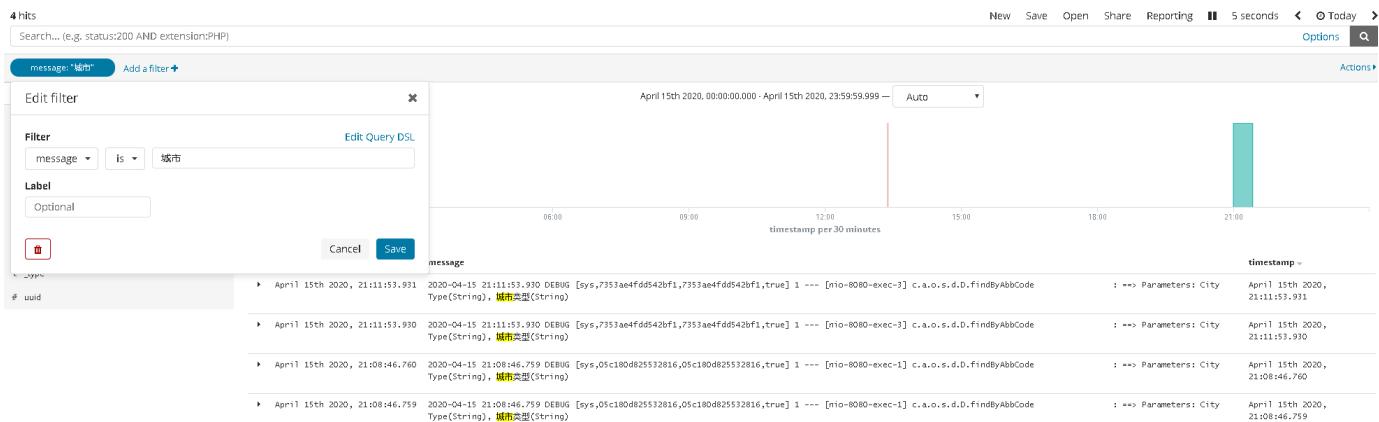 4 hits
New Save Open Share Reporting 5 seconds Today
Search... (e.g. status:200 AND extension:PHP)
Options
message: "城市" Add a filter
Actions
Edit filter
April 15th 2020, 00:00:00.000 - April 15th 2020, 23:59:59.999 — Auto
Filter Edit Query DSL
message is 城市
Label
Optional
Cancel Save
06:00 09:00 12:00 15:00 18:00 21:00
timestamp per 30 minutes
_type
# uuid
message timestamp
April 15th 2020, 21:11:53.931 2020-04-15 21:11:53.930 DEBUG [sys,7353ae4fdd542bf1,7353ae4fdd542bf1,true] 1 --- [nio-8080-exec-3] c.a.o.s.d.D.findByAbbCode : ==> Parameters: City April 15th 2020,
Type(String), 城市类型(String) 21:11:53.931
April 15th 2020, 21:11:53.930 2020-04-15 21:11:53.930 DEBUG [sys,7353ae4fdd542bf1,7353ae4fdd542bf1,true] 1 --- [nio-8080-exec-3] c.a.o.s.d.D.findByAbbCode : ==> Parameters: City April 15th 2020,
Type(String), 城市类型(String) 21:11:53.930
April 15th 2020, 21:08:46.760 2020-04-15 21:08:46.759 DEBUG [sys,05c180d825532816,05c180d825532816,true] 1 --- [nio-8080-exec-1] c.a.o.s.d.D.findByAbbCode : ==> Parameters: City April 15th 2020,
Type(String), 城市类型(String) 21:08:46.760
April 15th 2020, 21:08:46.759 2020-04-15 21:08:46.759 DEBUG [sys,05c180d825532816,05c180d825532816,true] 1 --- [nio-8080-exec-1] c.a.o.s.d.D.findByAbbCode : ==> Parameters: City April 15th 2020,
Type(String), 城市类型(String) 21:08:46.759